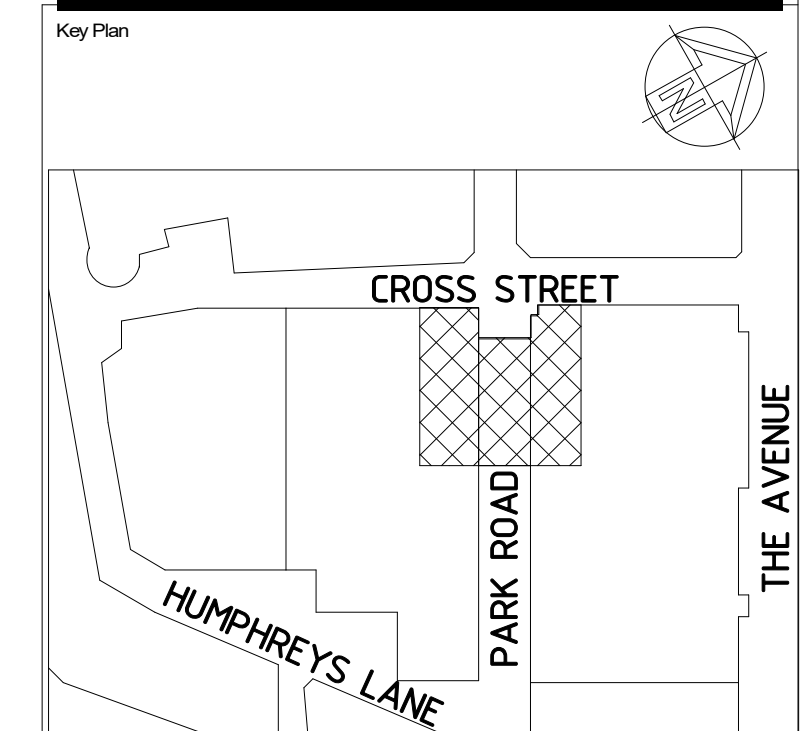 Key Plan
N
CROSS STREET
THE AVENUE
PARK ROAD
HUMPHREYS LANE